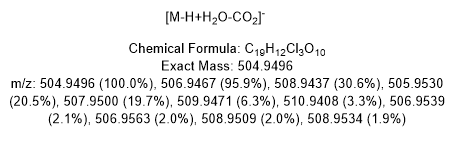 [M-H+H₂O-CO₂]⁻
Chemical Formula: C₁₉H₁₂Cl₃O₁₀
Exact Mass: 504.9496
m/z: 504.9496 (100.0%), 506.9467 (95.9%), 508.9437 (30.6%), 505.9530
(20.5%), 507.9500 (19.7%), 509.9471 (6.3%), 510.9408 (3.3%), 506.9539
(2.1%), 506.9563 (2.0%), 508.9509 (2.0%), 508.9534 (1.9%)